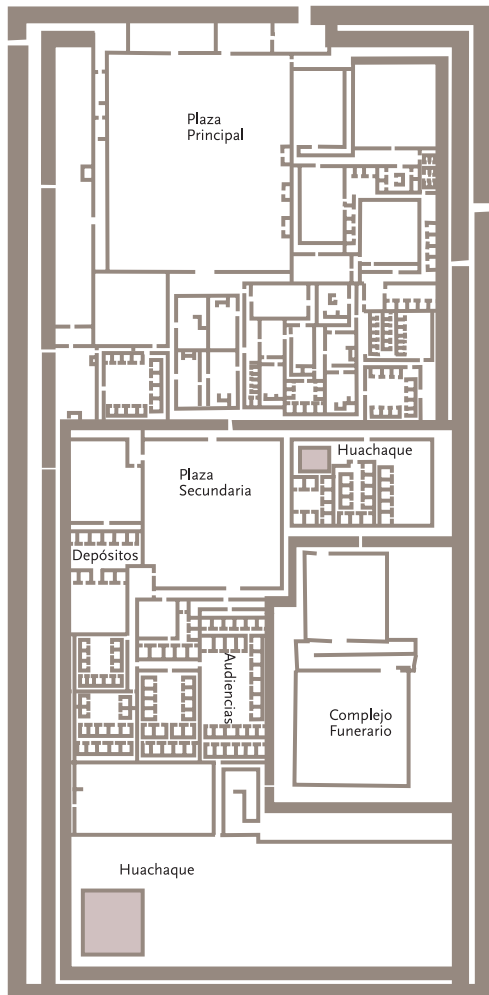 Plaza
Principal
Huachaque
Plaza
Secundaria
Depósitos
Audiencias
Complejo
Funerario
Huachaque